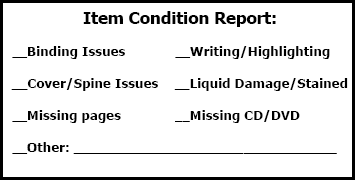 Item Condition Report:
__Binding Issues __Writing/Highlighting
__Cover/Spine Issues __Liquid Damage/Stained
__Missing pages __Missing CD/DVD
__Other: ________________________________